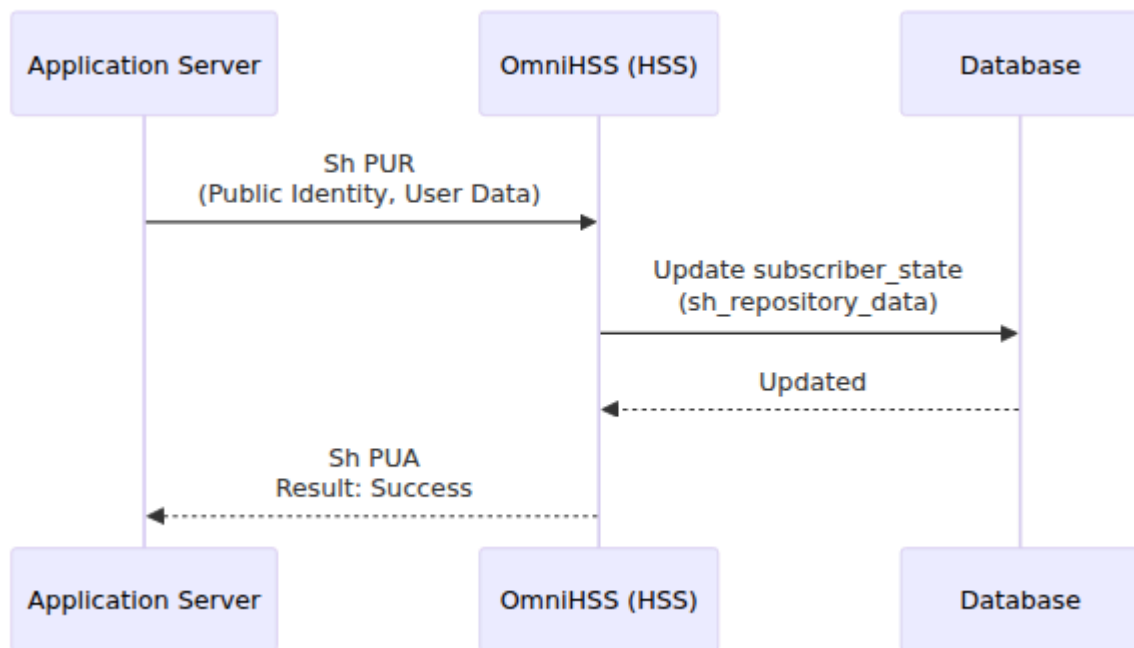 Application Server
OmniHSS (HSS)
Database
Sh PUR
(Public Identity, User Data)
Update subscriber_state
(sh_repository_data)
Updated
Sh PUA
Result: Success
Application Server
OmniHSS (HSS)
Database